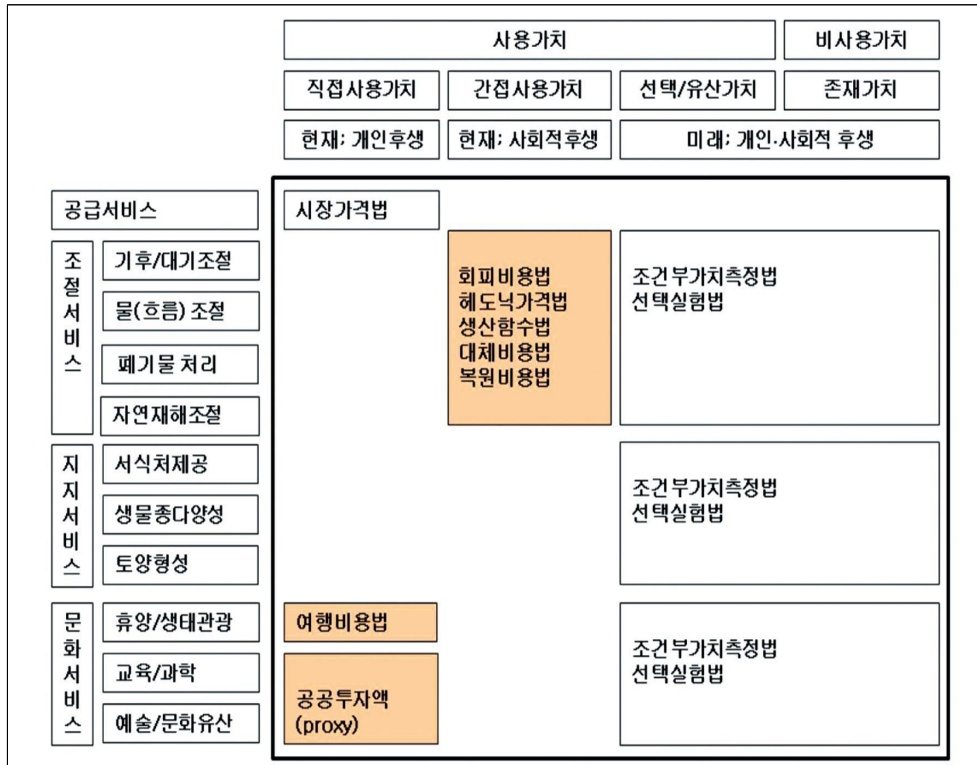 사용가치
비사용가치
직접사용가치
간접사용가치
선택/유산가치
존재가치
현재; 개인후생
현재; 사회적후생
미래; 개인·사회적 후생
공급서비스
시장가격법
조절서비스
기후/대기조절
물(흐름) 조절
폐기물 처리
자연재해조절
회피비용법
헤도닉가격법
생산함수법
대체비용법
복원비용법
조건부가치측정법
선택실험법
지지서비스
서식처제공
생물종다양성
토양형성
조건부가치측정법
선택실험법
문화서비스
휴양/생태관광
교육/과학
예술/문화유산
여행비용법
공공투자액
(proxy)
조건부가치측정법
선택실험법